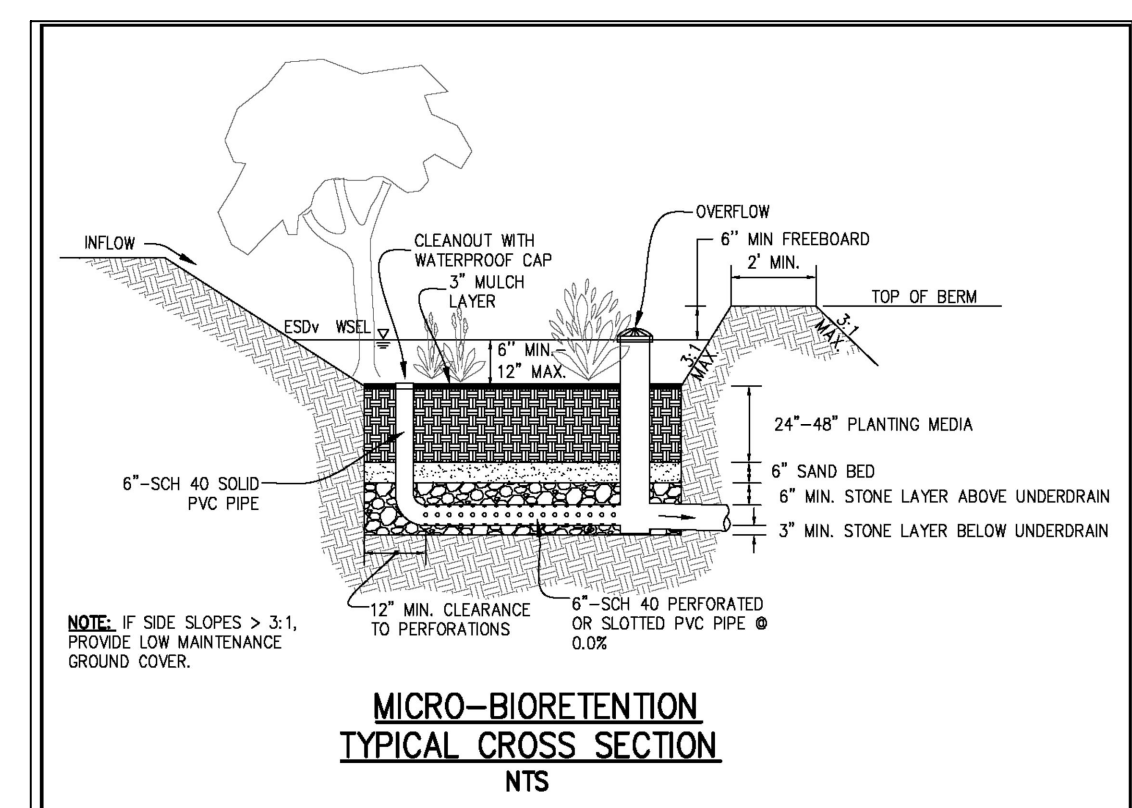 OVERFLOW
INFLOW
CLEANOUT WITH
WATERPROOF CAP
6" MIN FREEBOARD
2' MIN.
3" MULCH
LAYER
TOP OF BERM
ESDv WSEL
6" MIN.-
12" MAX.
3:1
MAX.
3:1
MAX.
24"-48" PLANTING MEDIA
6" SAND BED
6"-SCH 40 SOLID
PVC PIPE
6" MIN. STONE LAYER ABOVE UNDERDRAIN
3" MIN. STONE LAYER BELOW UNDERDRAIN
12" MIN. CLEARANCE
TO PERFORATIONS
6"-SCH 40 PERFORATED
OR SLOTTED PVC PIPE @
0.0%
NOTE: IF SIDE SLOPES > 3:1,
PROVIDE LOW MAINTENANCE
GROUND COVER.
MICRO-BIORETENTION
TYPICAL CROSS SECTION
NTS